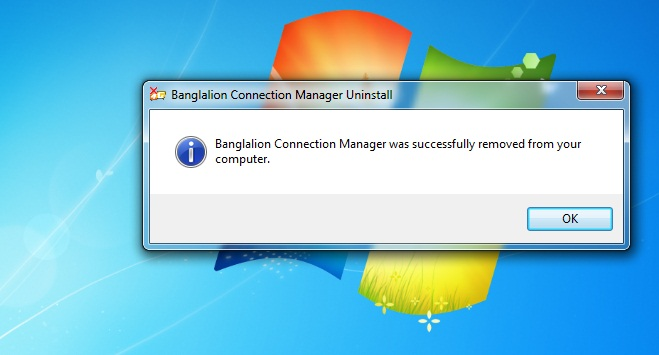 Banglalion Connection Manager Uninstall
Banglalion Connection Manager was successfully removed from your
computer.
OK